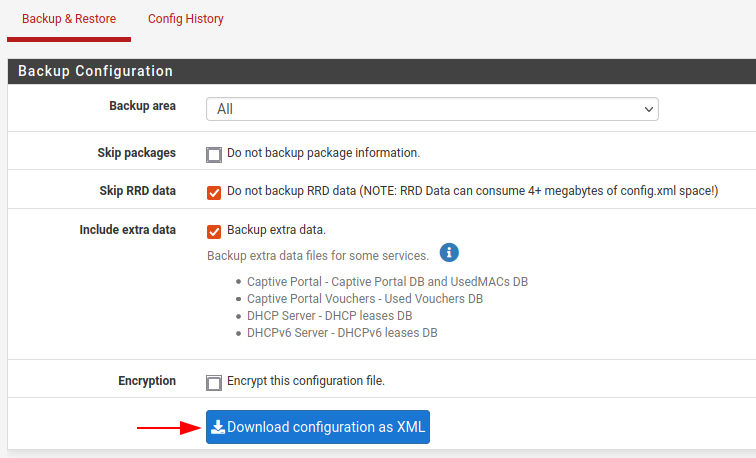 Backup & Restore Config History
Backup Configuration
Backup area All
Skip packages Do not backup package information.
Skip RRD data Do not backup RRD data (NOTE: RRD Data can consume 4+ megabytes of config.xml space!)
Include extra data Backup extra data.
Backup extra data files for some services. i
Captive Portal - Captive Portal DB and UsedMACs DB
Captive Portal Vouchers - Used Vouchers DB
DHCP Server - DHCP leases DB
DHCPv6 Server - DHCPv6 leases DB
Encryption Encrypt this configuration file.
Download configuration as XML